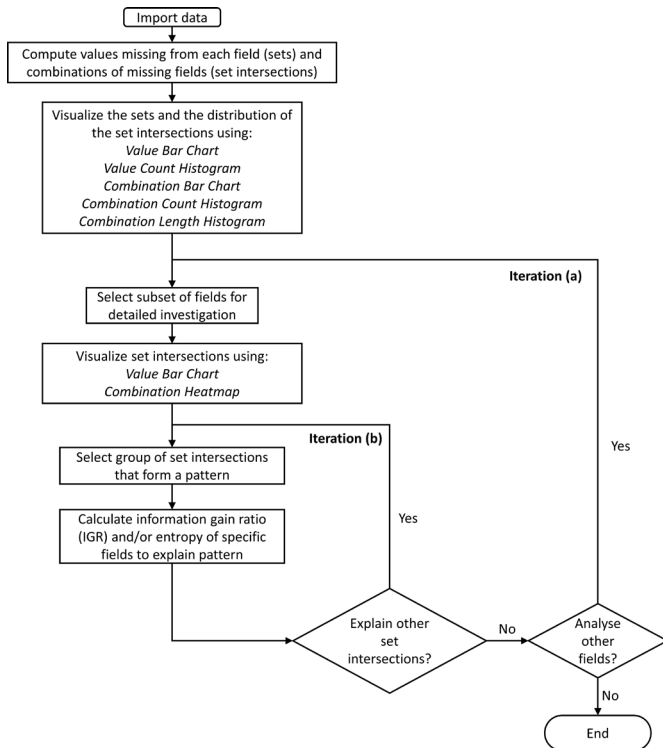 Import data
Compute values missing from each field (sets) and
combinations of missing fields (set intersections)
Visualize the sets and the distribution of
the set intersections using:
Value Bar Chart
Value Count Histogram
Combination Bar Chart
Combination Count Histogram
Combination Length Histogram
Iteration (a)
Select subset of fields for
detailed investigation
Visualize set intersections using:
Value Bar Chart
Combination Heatmap
Iteration (b)
Yes
Select group of set intersections
that form a pattern
Calculate information gain ratio
(IGR) and/or entropy of specific
fields to explain pattern
Yes
Explain other
set
intersections?
No
Analyse
other
fields?
No
End